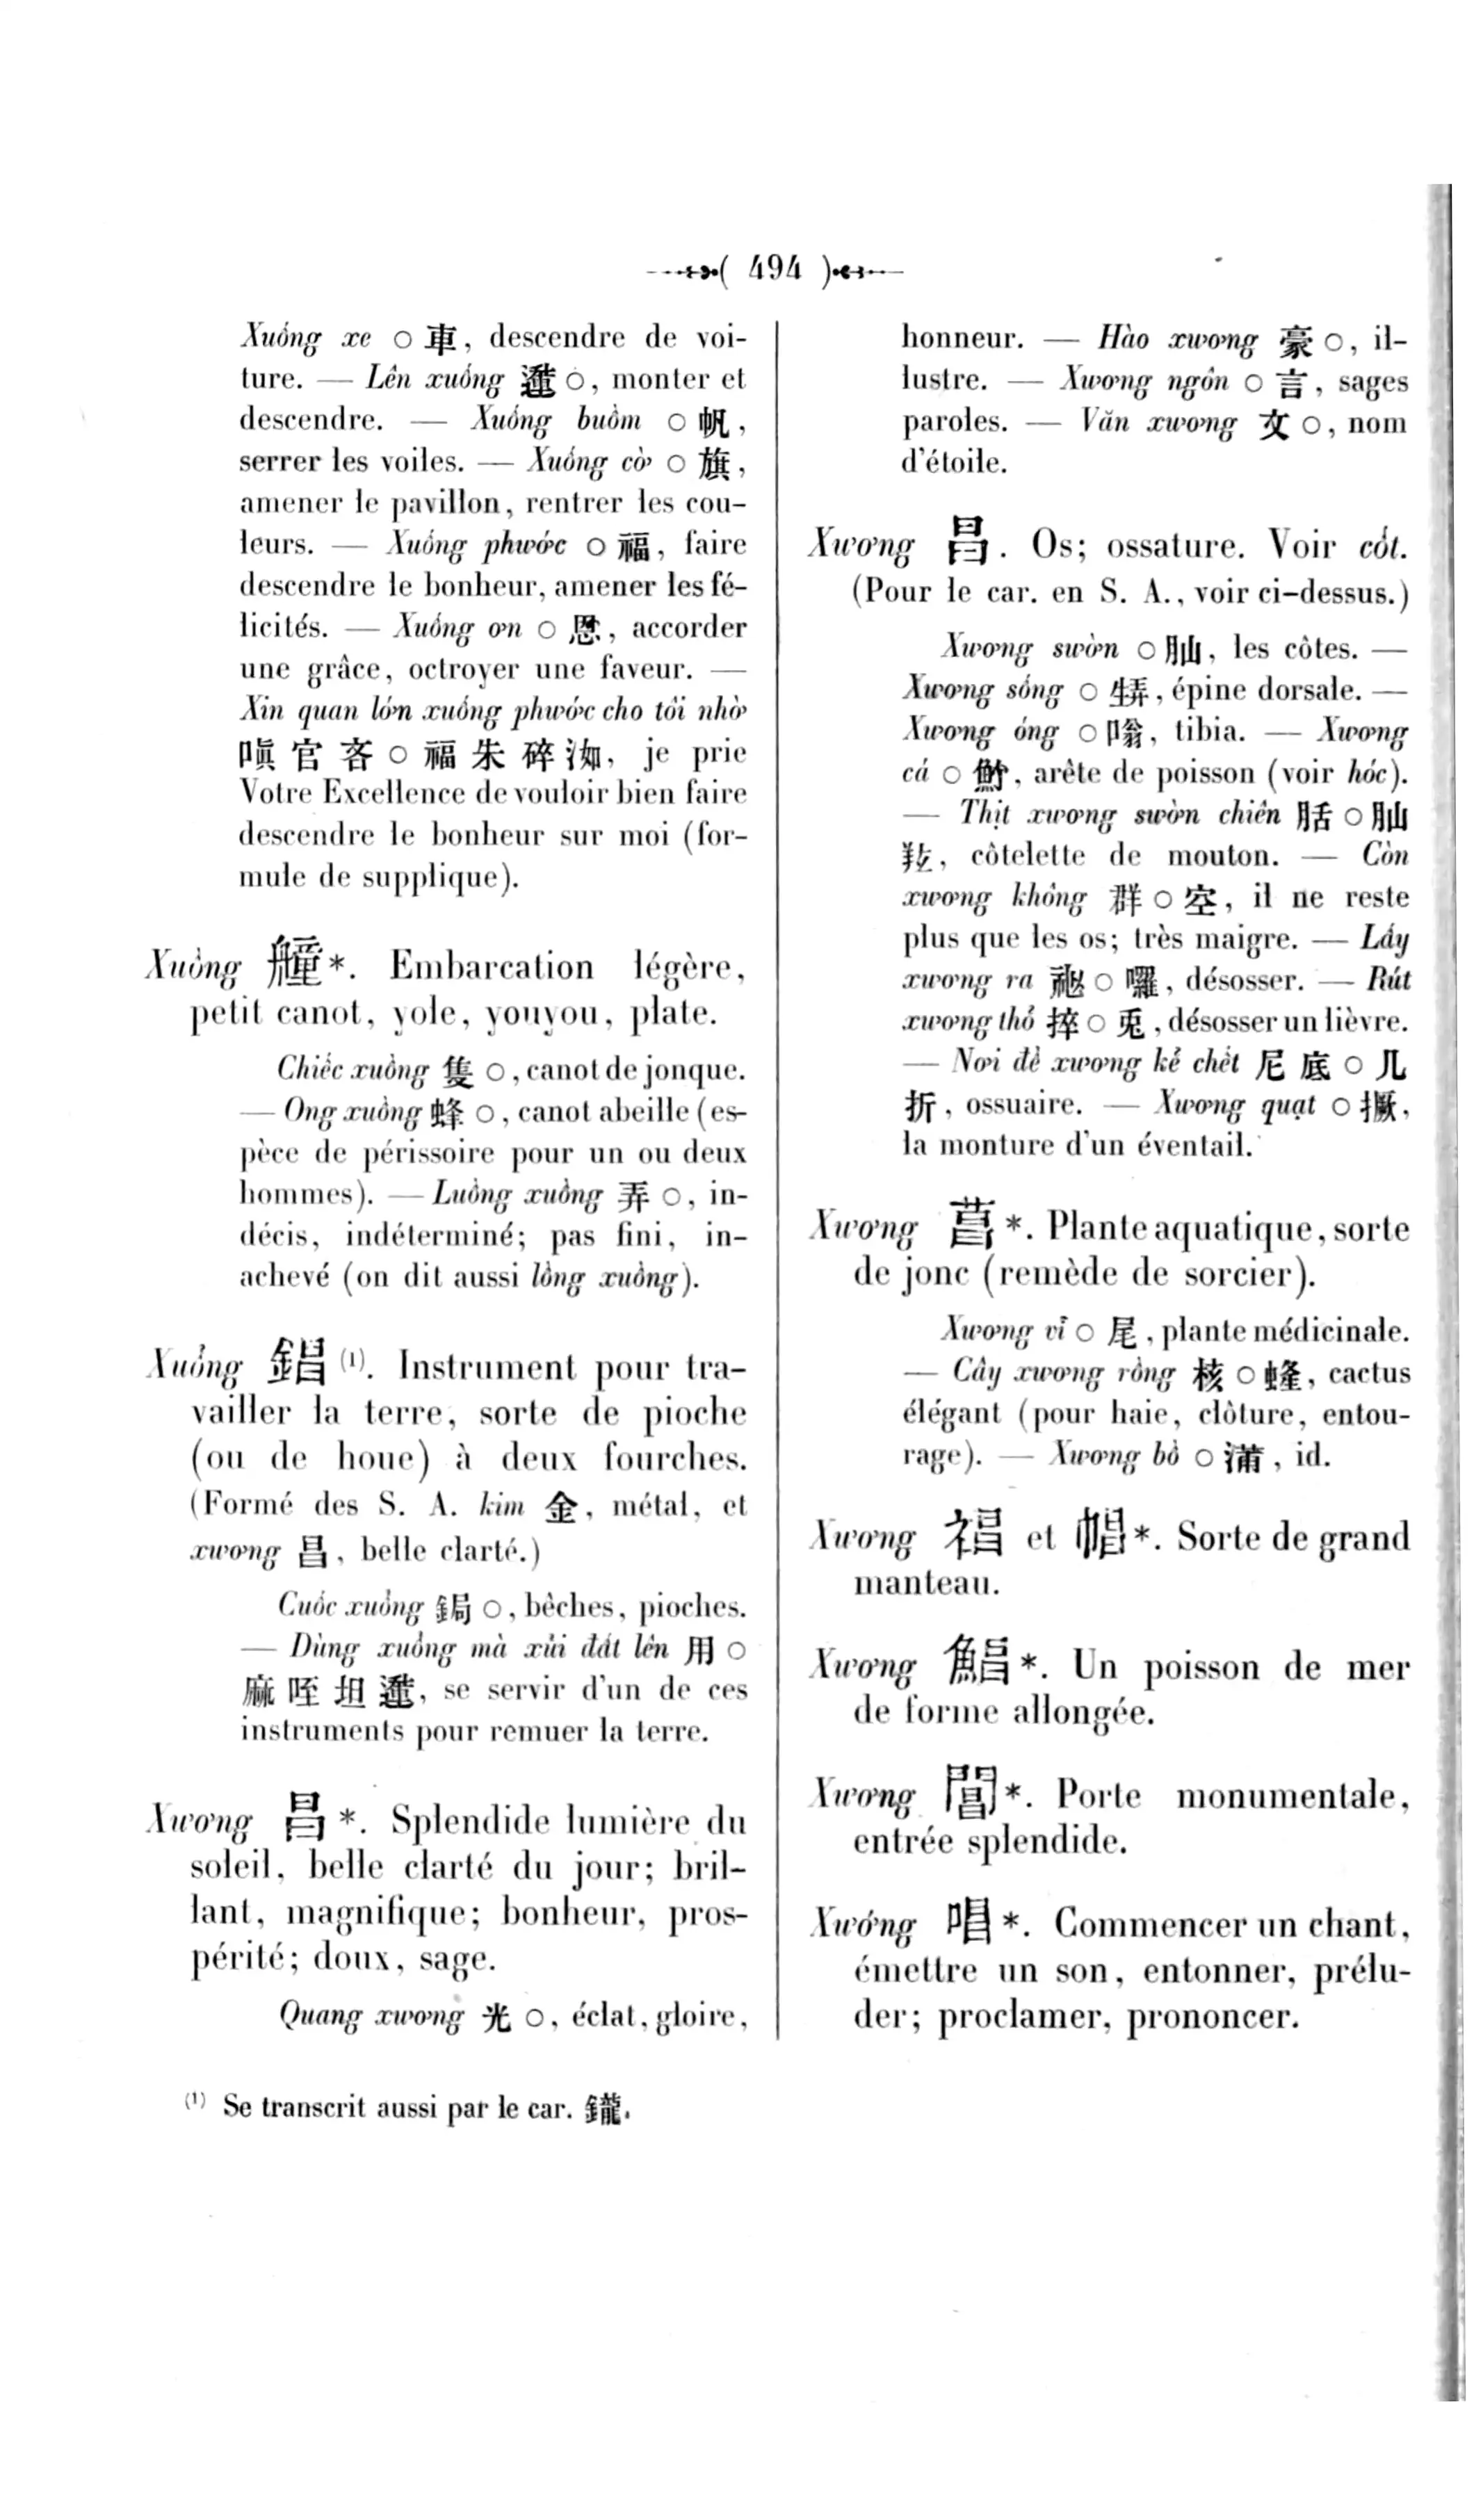 ( 494 )
Xuống xe ○ 車, descendre de voi-
ture. — Lên xuống 𨖲 ○, monter et
descendre. — Xuống buồm ○ 帆,
serrer les voiles. — Xuống cờ ○ 旗,
amener le pavillon, rentrer les cou-
leurs. — Xuống phước ○ 福, faire
descendre le bonheur, amener les fé-
licités. — Xuống ơn ○ 恩, accorder
une grâce, octroyer une faveur. —
Xin quan lớn xuống phước cho tôi nhờ
嗔 官 吝 ○ 福 朱 碎 洳, je prie
Votre Excellence de vouloir bien faire
descendre le bonheur sur moi (for-
mule de supplique).
Xuồng 艟*. Embarcation légère,
petit canot, yole, youyou, plate.
Chiếc xuồng 隻 ○, canot de jonque.
— Ong xuồng 蜂 ○, canot abeille (es-
pèce de périssoire pour un ou deux
hommes). — Luồng xuồng 弄 ○, in-
décis, indéterminé; pas fini, in-
achevé (on dit aussi lồng xuồng).
Xuổng 錩 (1). Instrument pour tra-
vailler la terre, sorte de pioche
(ou de houe) à deux fourches.
(Formé des S. A. kim 金, métal, et
xương 昌, belle clarté.)
Cuốc xuổng 鋦 ○, bêches, pioches.
— Dùng xuổng mà xủi đất lên 用 ○
麻 咥 坦 𨖲, se servir d'un de ces
instruments pour remuer la terre.
Xương 昌 *. Splendide lumière du
soleil, belle clarté du jour; bril-
lant, magnifique; bonheur, pros-
périté; doux, sage.
Quang xương 光 ○, éclat, gloire,
honneur. — Hào xương 豪 ○, il-
lustre. — Xương ngôn ○ 言, sages
paroles. — Văn xương 文 ○, nom
d'étoile.
Xương 昌. Os; ossature. Voir cốt.
(Pour le car. en S. A., voir ci-dessus.)
Xương sườn ○ 𦘹, les côtes. —
Xương sống ○ 𤯩, épine dorsale. —
Xương óng ○ 嗡, tibia. — Xương
cá ○ 𩵜, arête de poisson (voir hóc).
— Thịt xương sườn chiên 𦧘 ○ 𦘹
, côtelette de mouton. — Còn
xương không 群 ○ 空, il ne reste
plus que les os; très maigre. — Lấy
xương ra 𥙩 ○ 囉, désosser. — Rút
xương thỏ 捽 ○ 兎, désosser un lièvre.
— Nơi để xương kẻ chết 尼 底 ○ 几
折, ossuaire. — Xương quạt ○ 撅,
la monture d'un éventail.
Xương 菖 *. Plante aquatique, sorte
de jonc (remède de sorcier).
Xương vĩ ○ 尾, plante médicinale.
— Cây xương rồng 核 ○ 𧏵, cactus
élégant (pour haie, clôture, entou-
rage). — Xương bồ ○ 蒲, id.
Xương 裮 et 㡧*. Sorte de grand
manteau.
Xương 鯧*. Un poisson de mer
de forme allongée.
Xương 閶*. Porte monumentale,
entrée splendide.
Xướng 唱 *. Commencer un chant,
émettre un son, entonner, prélu-
der; proclamer, prononcer.
(1) Se transcrit aussi par le car. 鑨.